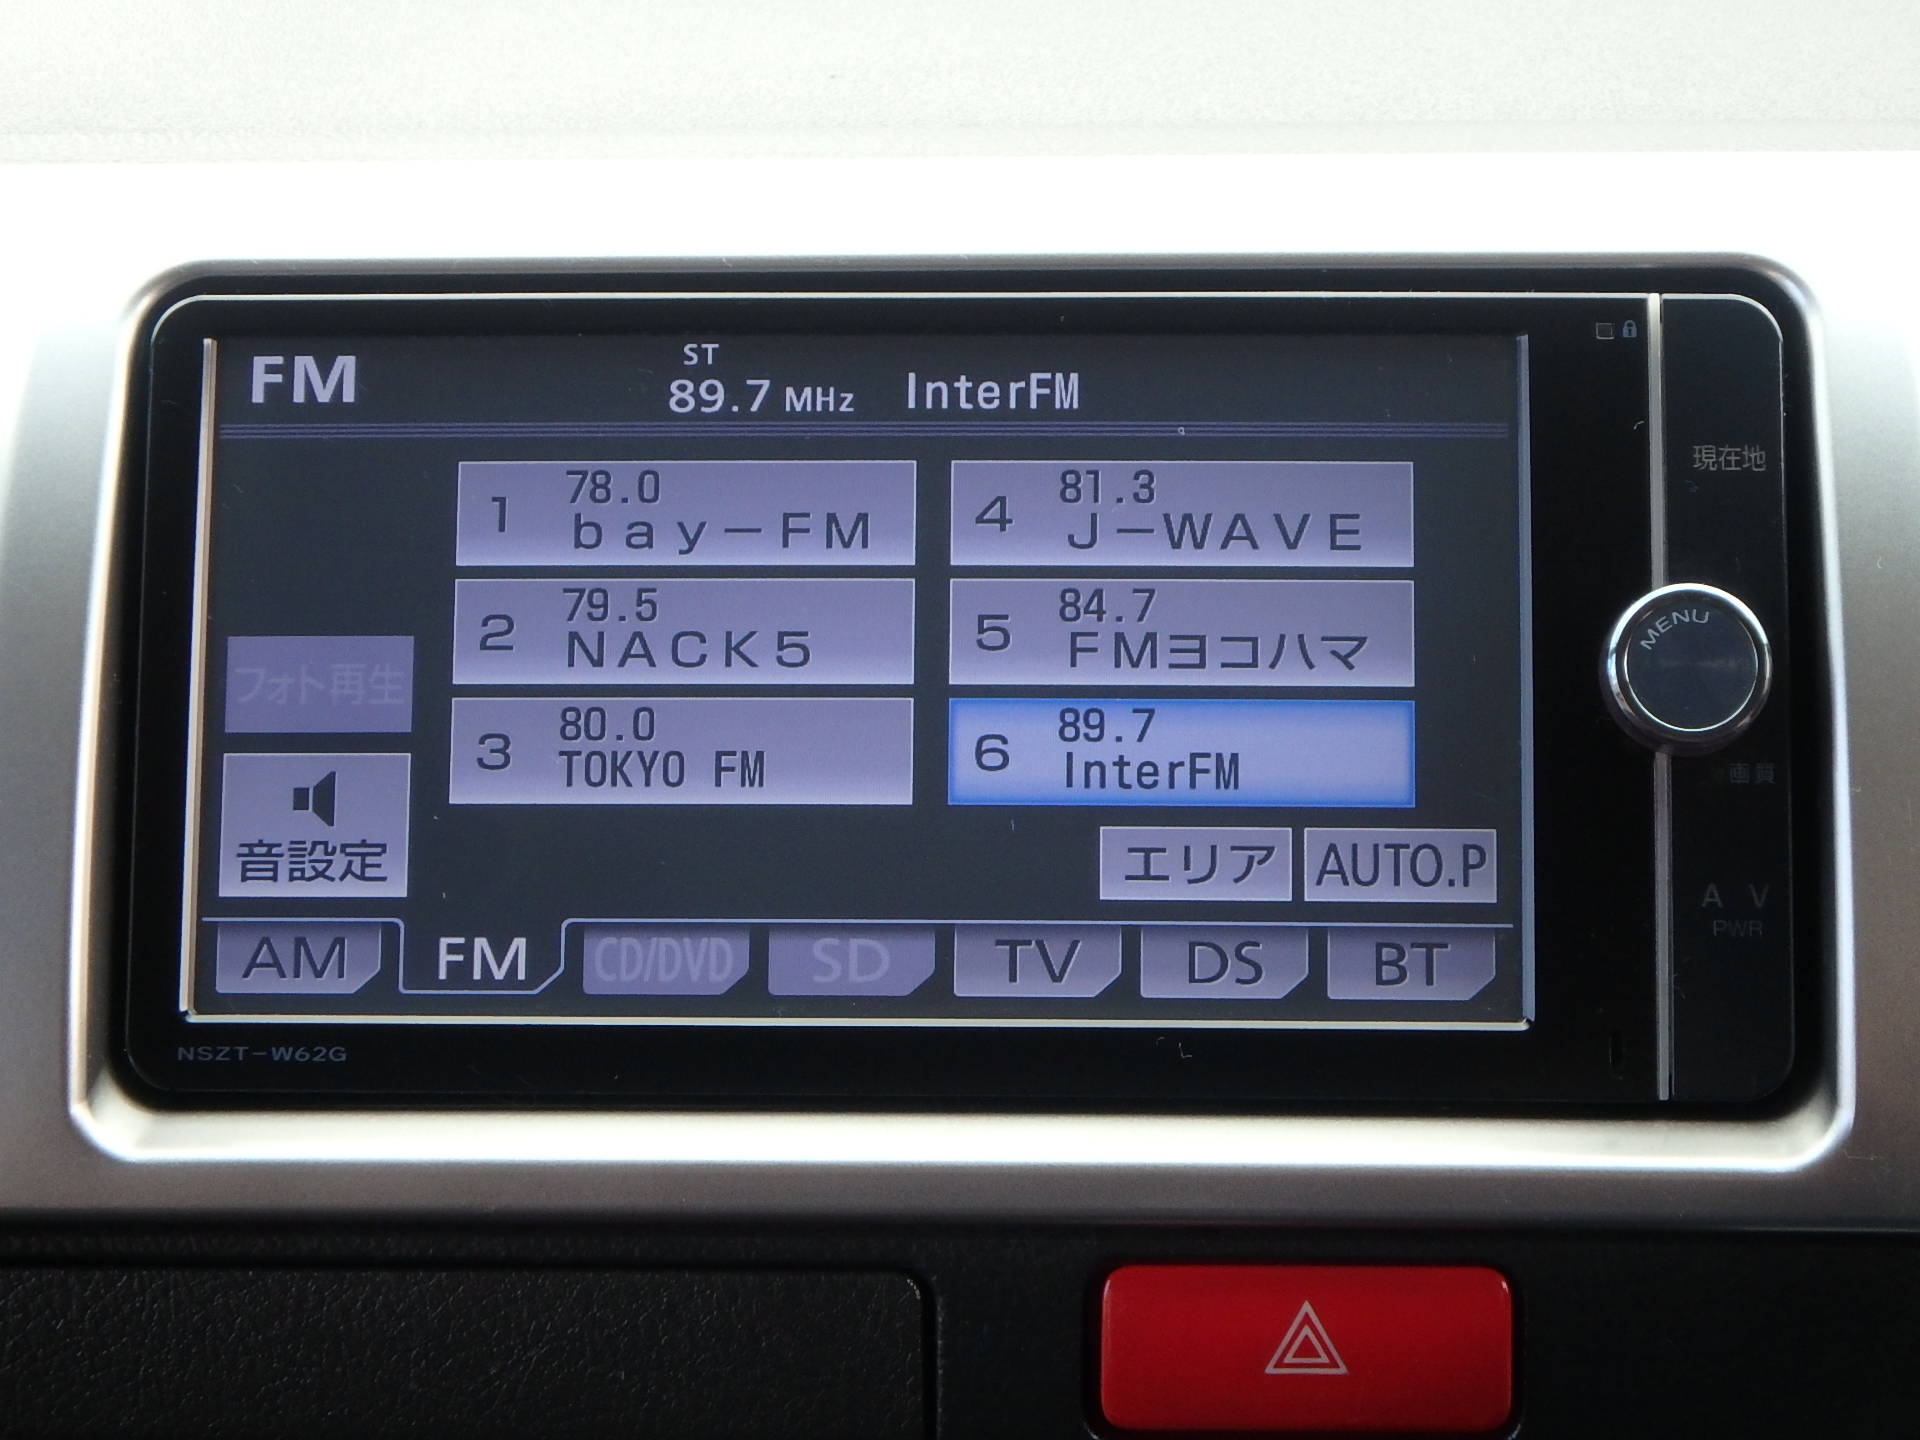 FM
ST
89.7 MHz InterFM
1 78.0
bay-FM
4 81.3
J-WAVE
2 79.5
NACK5
5 84.7
FMヨコハマ
3 80.0
TOKYO FM
6 89.7
InterFM
フォト再生
音設定
エリア AUTO.P
AM FM CD/DVD SD TV DS BT
NSZT-W62G
現在地
MENU
画質
AV
PWR